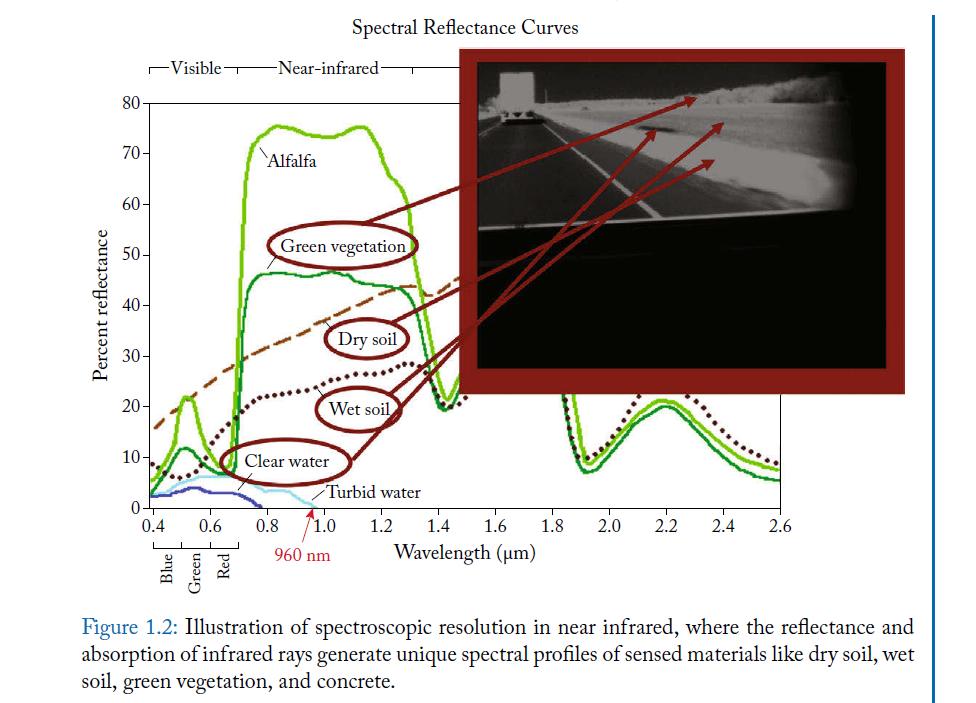 Spectral Reflectance Curves
Visible
Near-infrared
80
70
60
50
40
30
20
10
0
Percent reflectance
Alfalfa
Green vegetation
Dry soil
Wet soil
Clear water
Turbid water
0.4
0.6
0.8
1.0
1.2
1.4
1.6
1.8
2.0
2.2
2.4
2.6
960 nm
Wavelength (μm)
Blue
Green
Red
Figure 1.2: Illustration of spectroscopic resolution in near infrared, where the reflectance and
absorption of infrared rays generate unique spectral profiles of sensed materials like dry soil, wet
soil, green vegetation, and concrete.